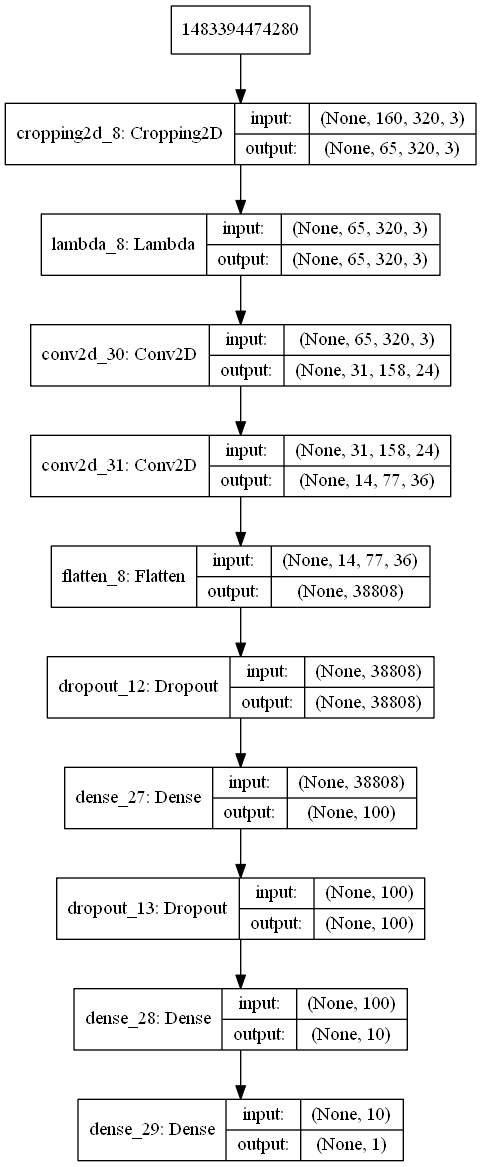 1483394474280
cropping2d_8: Cropping2D
input: (None, 160, 320, 3)
output: (None, 65, 320, 3)
lambda_8: Lambda
input: (None, 65, 320, 3)
output: (None, 65, 320, 3)
conv2d_30: Conv2D
input: (None, 65, 320, 3)
output: (None, 31, 158, 24)
conv2d_31: Conv2D
input: (None, 31, 158, 24)
output: (None, 14, 77, 36)
flatten_8: Flatten
input: (None, 14, 77, 36)
output: (None, 38808)
dropout_12: Dropout
input: (None, 38808)
output: (None, 38808)
dense_27: Dense
input: (None, 38808)
output: (None, 100)
dropout_13: Dropout
input: (None, 100)
output: (None, 100)
dense_28: Dense
input: (None, 100)
output: (None, 10)
dense_29: Dense
input: (None, 10)
output: (None, 1)